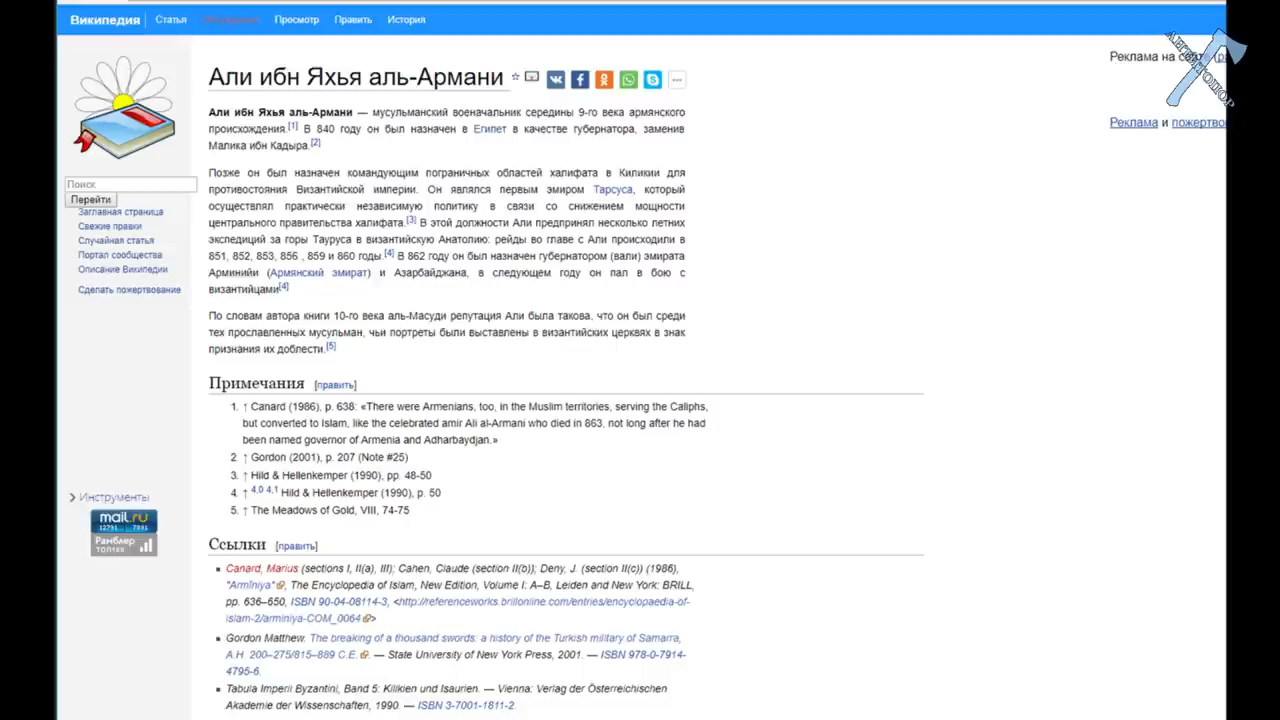 Википедия Статья Просмотр Править История
Али ибн Яхья аль-Армани
Реклама на
Реклама и
АНТИТОПОР
Али ибн Яхья аль-Армани — мусульманский военачальник середины 9-го века армянского
происхождения.[1] В 840 году он был назначен в Египет в качестве губернатора, заменив
Малика ибн Кадыра.[2]
Поиск
Перейти
Заглавная страница
Свежие правки
Случайная статья
Портал сообщества
Описание Википедии
Сделать пожертвование
Позже он был назначен командующим пограничных областей халифата в Киликии для
противостояния Византийской империи. Он являлся первым эмиром Тарсуса, который
осуществлял практически независимую политику в связи со снижением мощности
центрального правительства халифата.[3] В этой должности Али предпринял несколько летних
экспедиций за горы Тауруса в византийскую Анатолию: рейды во главе с Али происходили в
851, 852, 853, 856 , 859 и 860 годы.[4] В 862 году он был назначен губернатором (вали) эмирата
Арминийи (Армянский эмират) и Азарбайджана, в следующем году он пал в бою с
византийцами[4]
По словам автора книги 10-го века аль-Масуди репутация Али была такова, что он был среди
тех прославленных мусульман, чьи портреты были выставлены в византийских церквях в знак
признания их доблести.[5]
Примечания [править]
1. ↑ Canard (1986), p. 638: «There were Armenians, too, in the Muslim territories, serving the Caliphs,
but converted to Islam, like the celebrated amir Ali al-Armani who died in 863, not long after he had
been named governor of Armenia and Adharbaydjan.»
2. ↑ Gordon (2001), p. 207 (Note #25)
3. ↑ Hild & Hellenkemper (1990), pp. 48-50
4. ↑ 4,0 4,1 Hild & Hellenkemper (1990), p. 50
5. ↑ The Meadows of Gold, VIII, 74-75
Инструменты
mail.ru
Рамблер
ТОП100
Ссылки [править]
Canard, Marius (sections I, II(a), III); Cahen, Claude (section II(b)); Deny, J. (section II(c)) (1986),
"Armīniya", The Encyclopedia of Islam, New Edition, Volume I: A–B, Leiden and New York: BRILL,
pp. 636–650, ISBN 90-04-08114-3, <http://referenceworks.brillonline.com/entries/encyclopaedia-of-
islam-2/arminiya-COM_0064>
Gordon Matthew. The breaking of a thousand swords: a history of the Turkish military of Samarra,
A.H. 200–275/815–889 C.E.. — State University of New York Press, 2001. — ISBN 978-0-7914-
4795-6.
Tabula Imperii Byzantini, Band 5: Kilikien und Isaurien. — Vienna: Verlag der Österreichischen
Akademie der Wissenschaften, 1990. — ISBN 3-7001-1811-2.